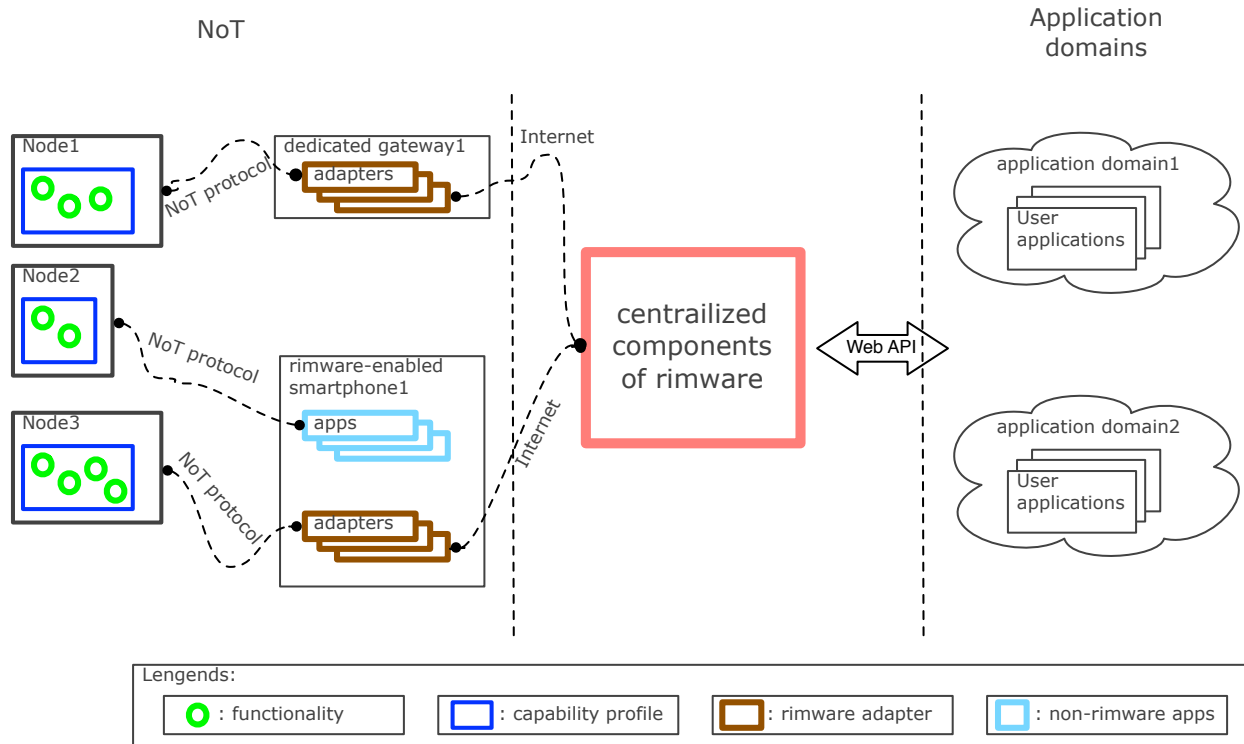 NoT
Application
domains
Node1
NoT protocol
dedicated gateway1
adapters
Internet
Node2
NoT protocol
Node3
NoT protocol
rimware-enabled
smartphone1
apps
adapters
Internet
centrailized
components
of rimware
Web API
application domain1
User
applications
application domain2
User
applications
Lengends:
: functionality
: capability profile
: rimware adapter
: non-rimware apps